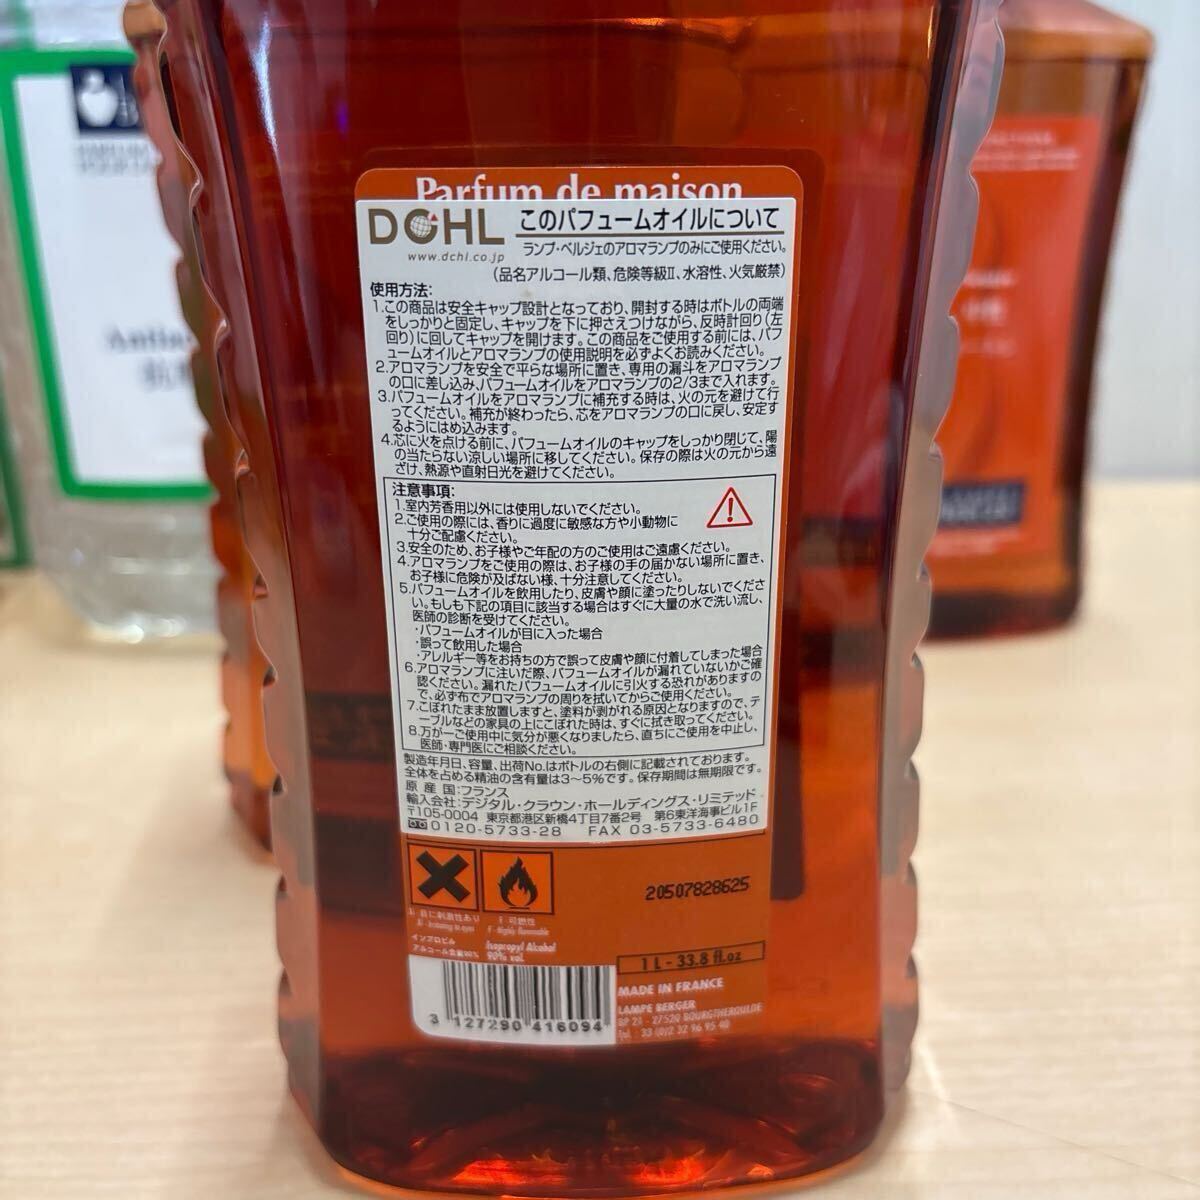 Parfum de maison
DCHL
www.dchl.co.jp
このパフュームオイルについて
ランプ・ベルジェのアロマランプのみにご使用ください。
(品名アルコール類、危険等級Ⅱ、水溶性、火気厳禁)
使用方法:
1.この商品は安全キャップ設計となっており、開封する時はボトルの両端
をしっかりと固定し、キャップを下に押さえつけながら、反時計回り(左
回り)に回してキャップを開けます。この商品をご使用する前には、パフ
ュームオイルとアロマランプの使用説明を必ずよくお読みください。
2.アロマランプを安全で平らな場所に置き、専用の漏斗をアロマランプ
の口に差し込み、パフュームオイルをアロマランプの2/3まで入れます。
3.パフュームオイルをアロマランプに補充する時は、火の元を避けて行
ってください。補充が終わったら、芯をアロマランプの口に戻し、安定す
るようにはめ込みます。
4.芯に火を点ける前に、パフュームオイルのキャップをしっかり閉じて、陽
の当たらない涼しい場所に移してください。保存の際は火の元から遠
ざけ、熱源や直射日光を避けてください。
注意事項:
1.室内芳香用以外には使用しないでください。
2.ご使用の際には、香りに過度に敏感な方や小動物に
十分ご配慮ください。
3.安全のため、お子様やご年配の方のご使用はご遠慮ください。
4.アロマランプをご使用の際は、お子様の手の届かない場所に置き、
お子様に危険が及ばない様、十分注意してください。
5.パフュームオイルを飲用したり、皮膚や顔に塗ったりしないでくださ
い。もしも下記の項目に該当する場合はすぐに大量の水で洗い流し、
医師の診断を受けてください。
・パフュームオイルが目に入った場合
・誤って飲用した場合
・アレルギー等をお持ちの方で誤って皮膚や顔に付着してしまった場合
6.アロマランプに注いだ際、パフュームオイルが漏れていないかご確
認ください。漏れたパフュームオイルに引火する恐れがありますの
で、必ず布でアロマランプの周りを拭いてからご使用ください。
7.こぼれたまま放置しますと、塗料が剥がれる原因となりますので、テ
ーブルなどの家具の上にこぼれた時は、すぐに拭き取ってください。
8.万が一ご使用中に気分が悪くなりましたら、直ちにご使用を中止し、
医師・専門医にご相談ください。
製造年月日、容量、出荷No.はボトルの右側に記載されております。
全体を占める精油の含有量は3～5%です。保存期間は無期限です。
原 産 国:フランス
輸入会社:デジタル・クラウン・ホールディングス・リミテッド
〒105-0004 東京都港区新橋4丁目7番2号 第6東洋海事ビル1F
0120-5733-28 FAX 03-5733-6480
20507828625
Xi 目に刺激性あり
Xi - Irritating to eyes
F 可燃性
F - Highly flammable
イソプロピル
アルコール含量90%
Isopropyl Alcohol
90% vol.
1 L - 33.8 fl.oz
MADE IN FRANCE
LAMPE BERGER
BP 21 - 27520 BOURGTHEROULDE
Tel. 33 (0)2 32 96 95 40
3 127290 416094